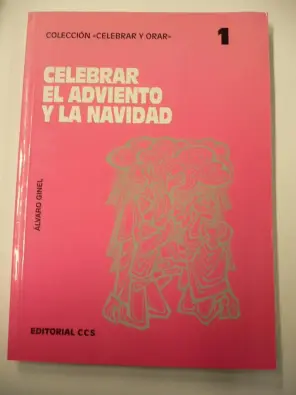 COLECCIÓN «CELEBRAR Y ORAR»
1
CELEBRAR
EL ADVIENTO
Y LA NAVIDAD
ÁLVARO GINEL
EDITORIAL CCS